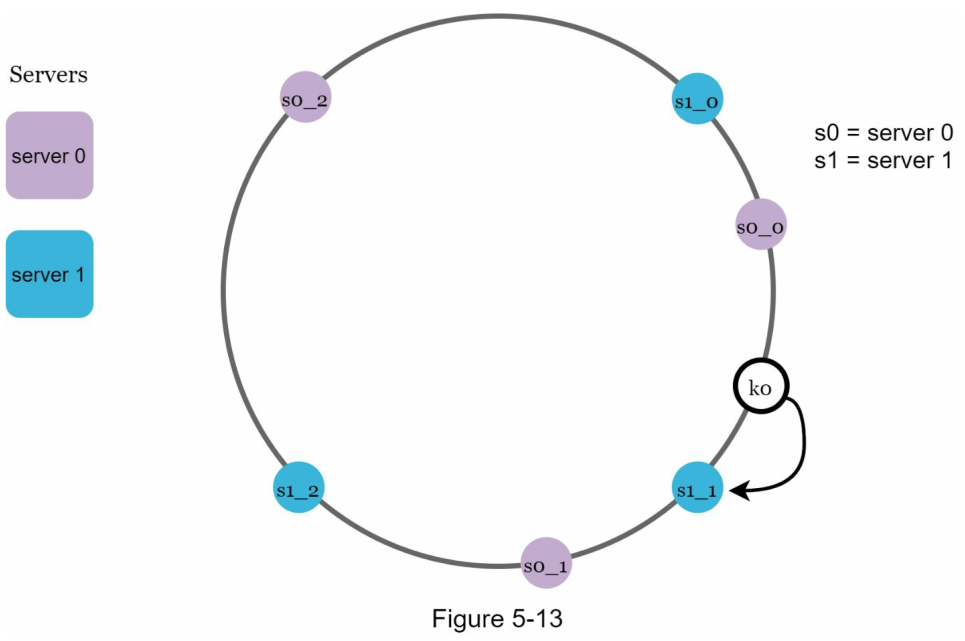 Servers
server 0
server 1
s0_2
s1_0
s0 = server 0
s1 = server 1
s0_0
k0
s1_2
s1_1
s0_1
Figure 5-13